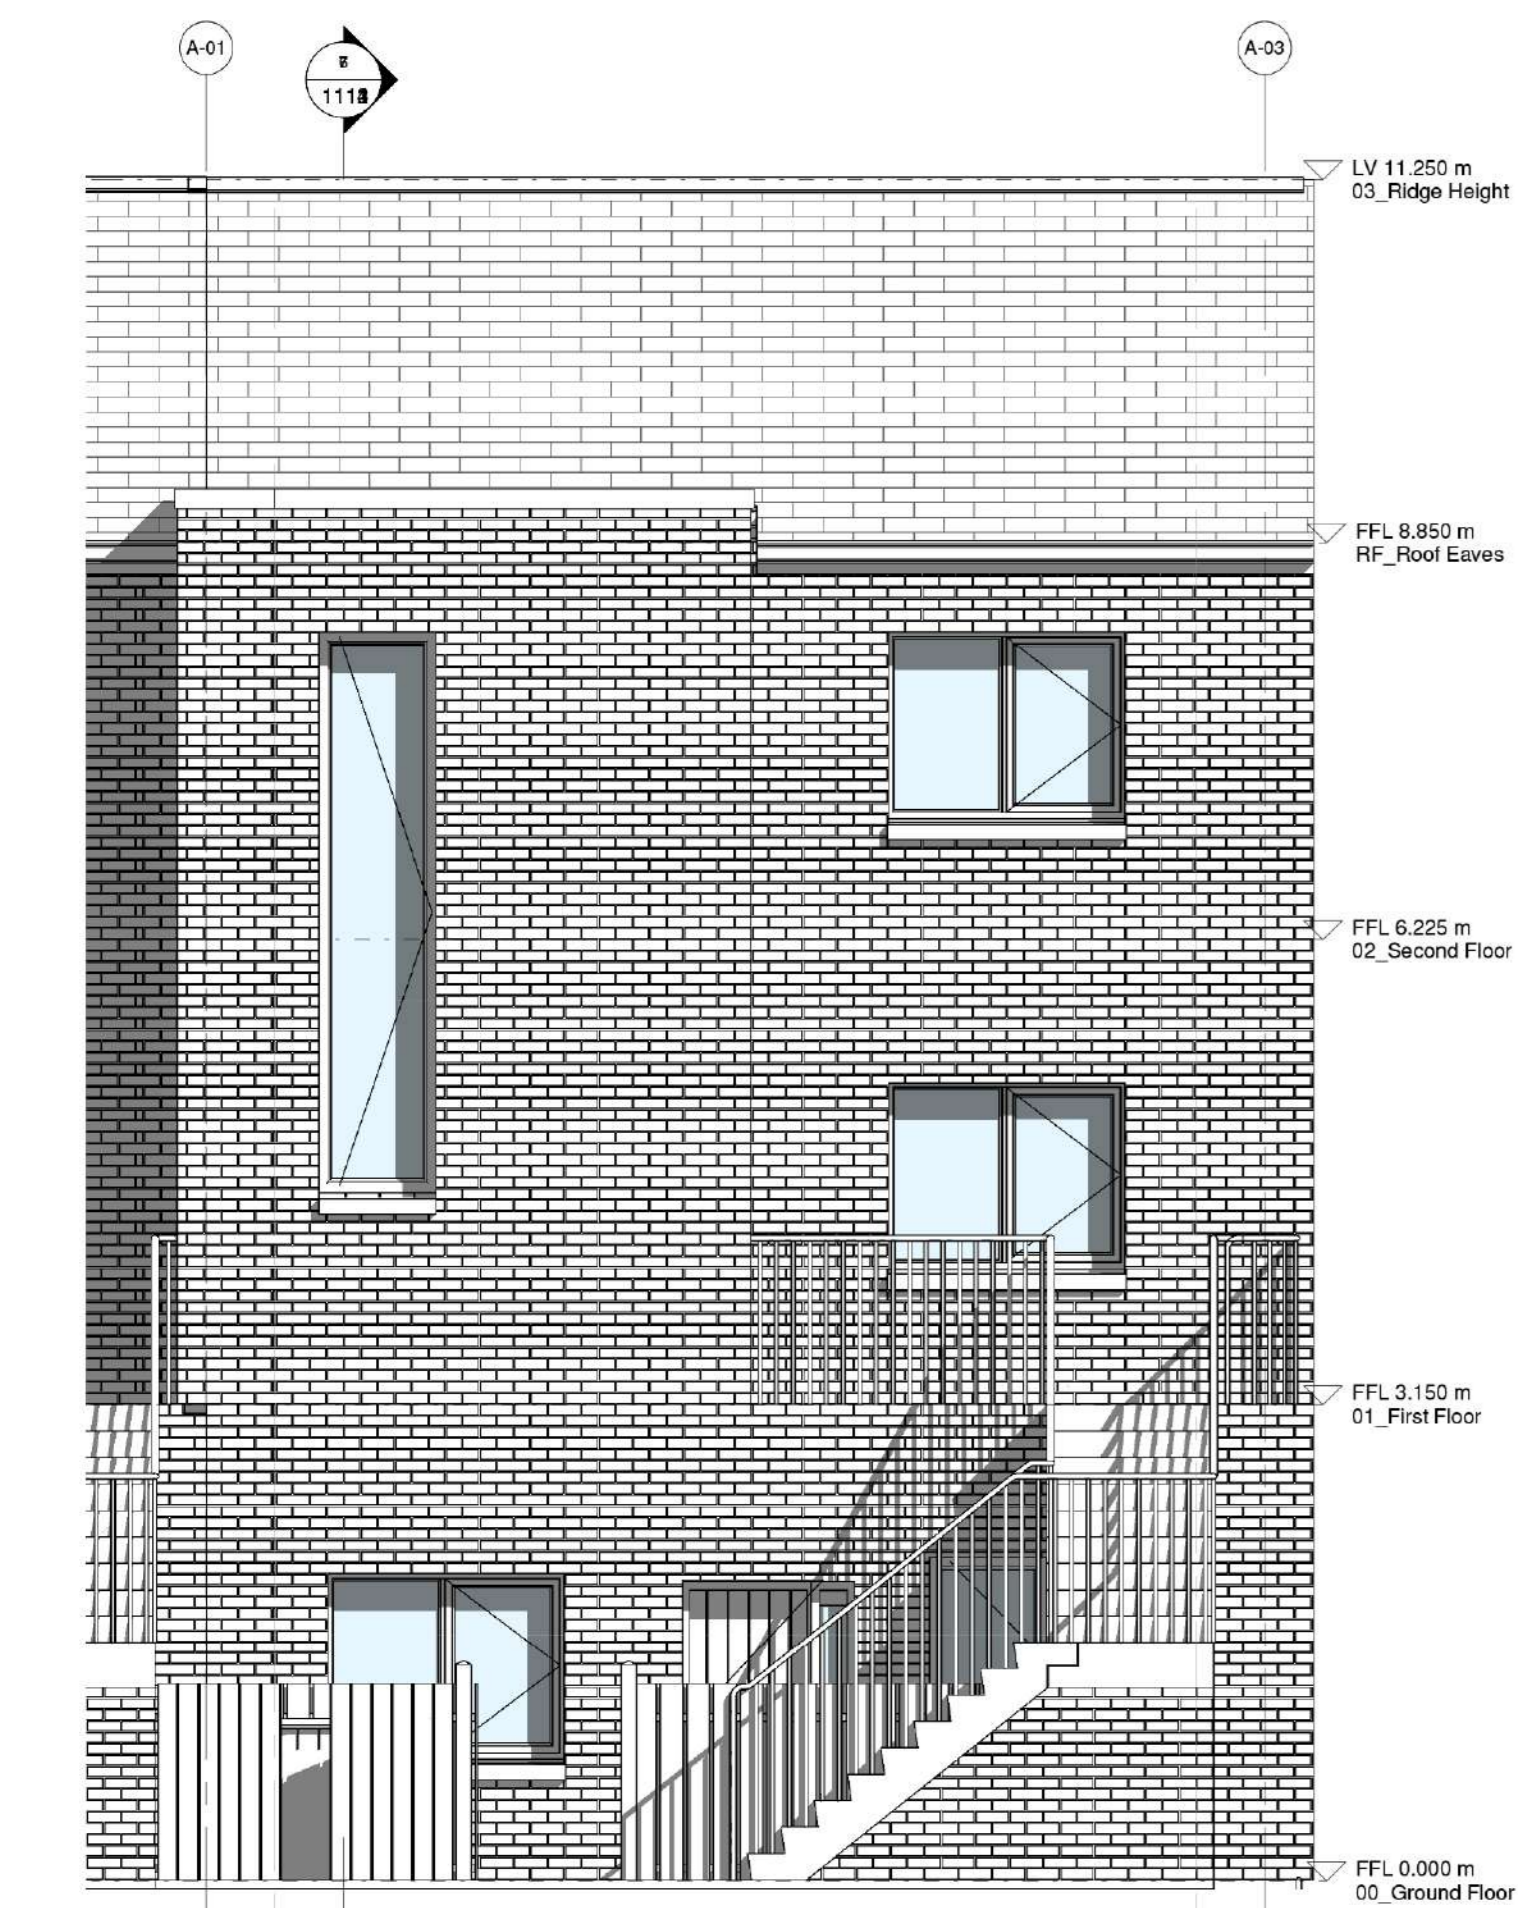 A-01
A-03
LV 11.250 m
03_Ridge Height
FFL 8.850 m
RF_Roof Eaves
FFL 6.225 m
02_Second Floor
FFL 3.150 m
01_First Floor
FFL 0.000 m
00_Ground Floor